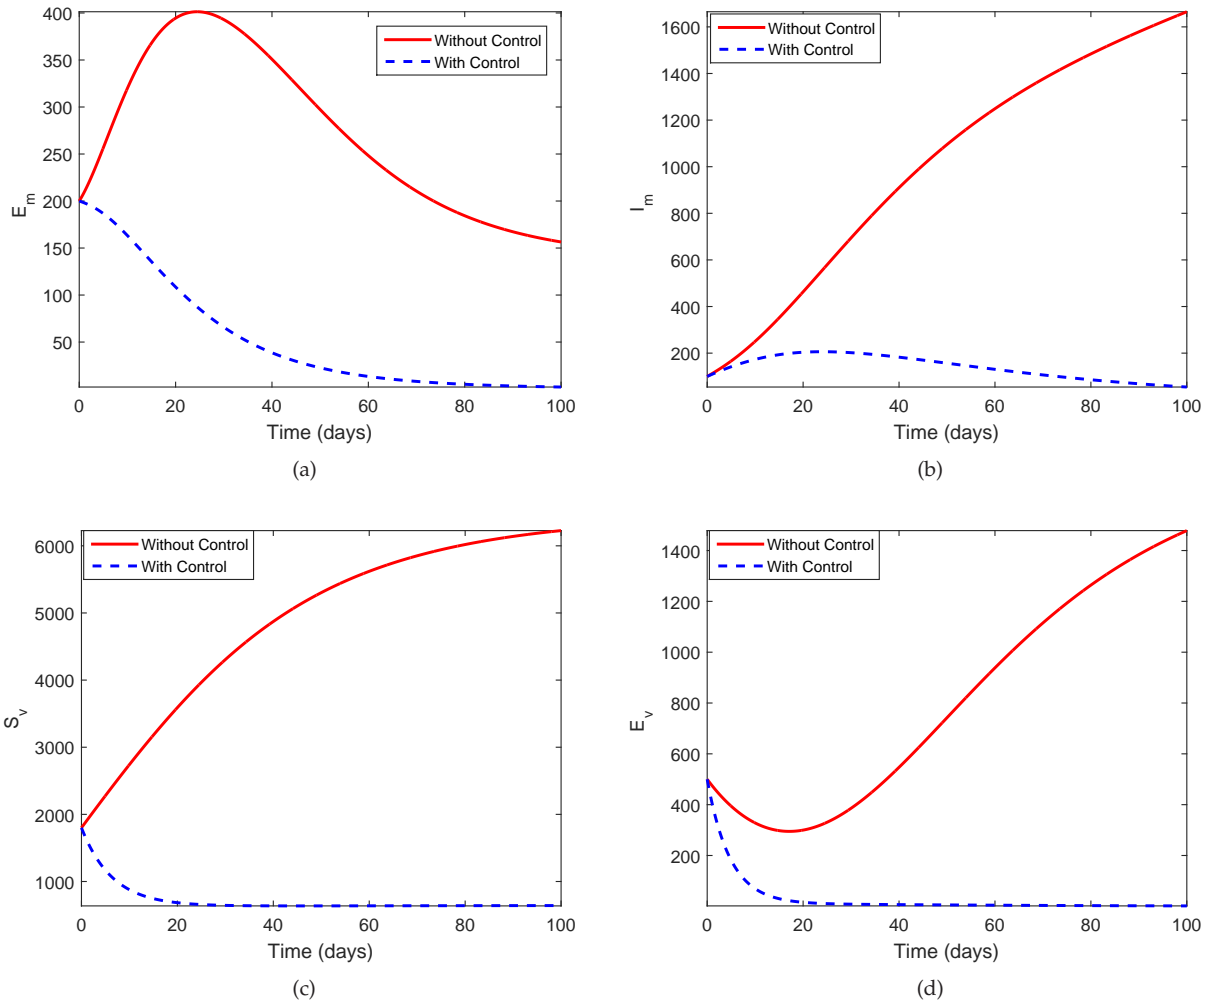 400
350
300
250
200
150
100
50
E_m
Without Control
With Control
0 20 40 60 80 100
Time (days)
(a)
1600
1400
1200
1000
800
600
400
200
I_m
Without Control
With Control
0 20 40 60 80 100
Time (days)
(b)
6000
5000
4000
3000
2000
1000
S_v
Without Control
With Control
0 20 40 60 80 100
Time (days)
(c)
1400
1200
1000
800
600
400
200
E_v
Without Control
With Control
0 20 40 60 80 100
Time (days)
(d)